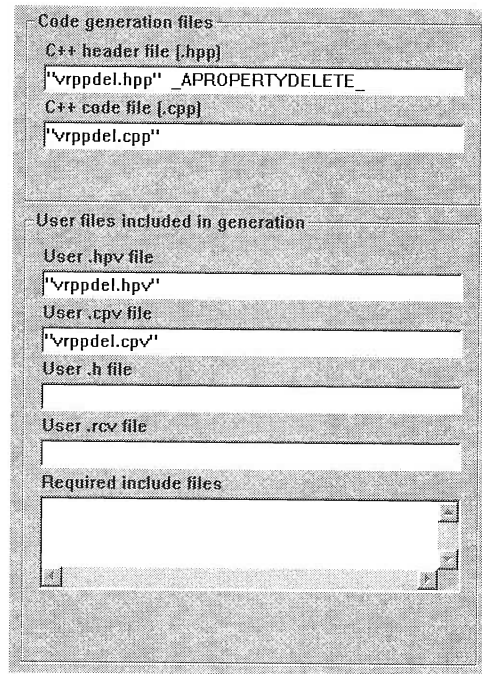 Code generation files
C++ header file (.hpp)
"vrppdel.hpp" _APROPERTYDELETE_
C++ code file (.cpp)
"vrppdel.cpp"
User files included in generation
User .hpv file
"vrppdel.hpv"
User .cpv file
"vrppdel.cpv"
User .h file
User .rcv file
Required include files